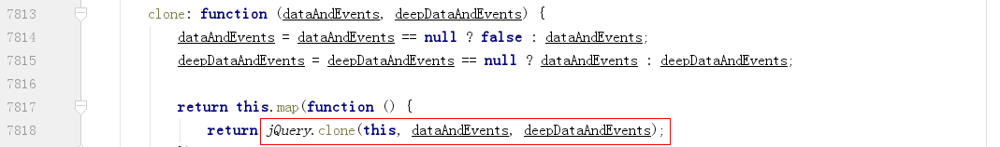 7813 clone: function (dataAndEvents, deepDataAndEvents) {
7814 dataAndEvents = dataAndEvents == null ? false : dataAndEvents;
7815 deepDataAndEvents = deepDataAndEvents == null ? dataAndEvents : deepDataAndEvents;
7816
7817 return this.map(function () {
7818 return jQuery.clone(this, dataAndEvents, deepDataAndEvents);